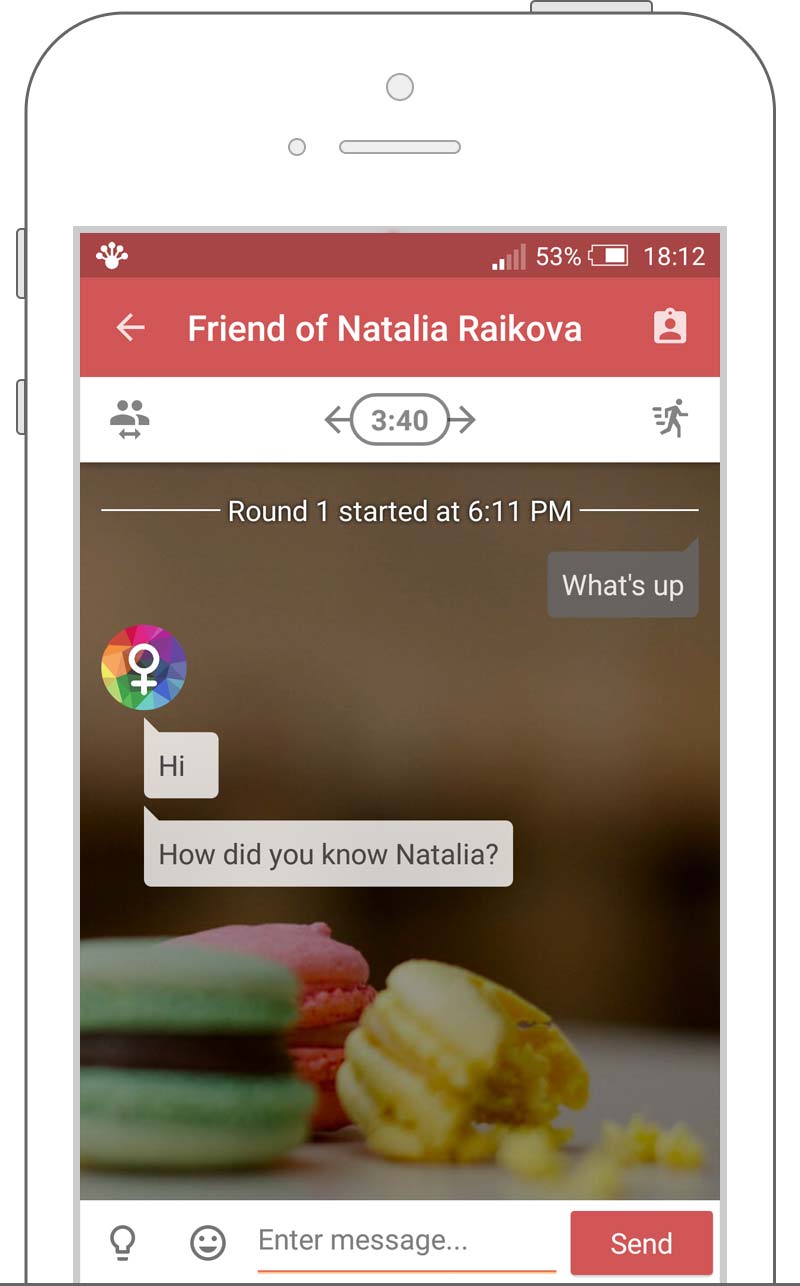 53% 18:12
Friend of Natalia Raikova
3:40
Round 1 started at 6:11 PM
What's up
Hi
How did you know Natalia?
Enter message...
Send